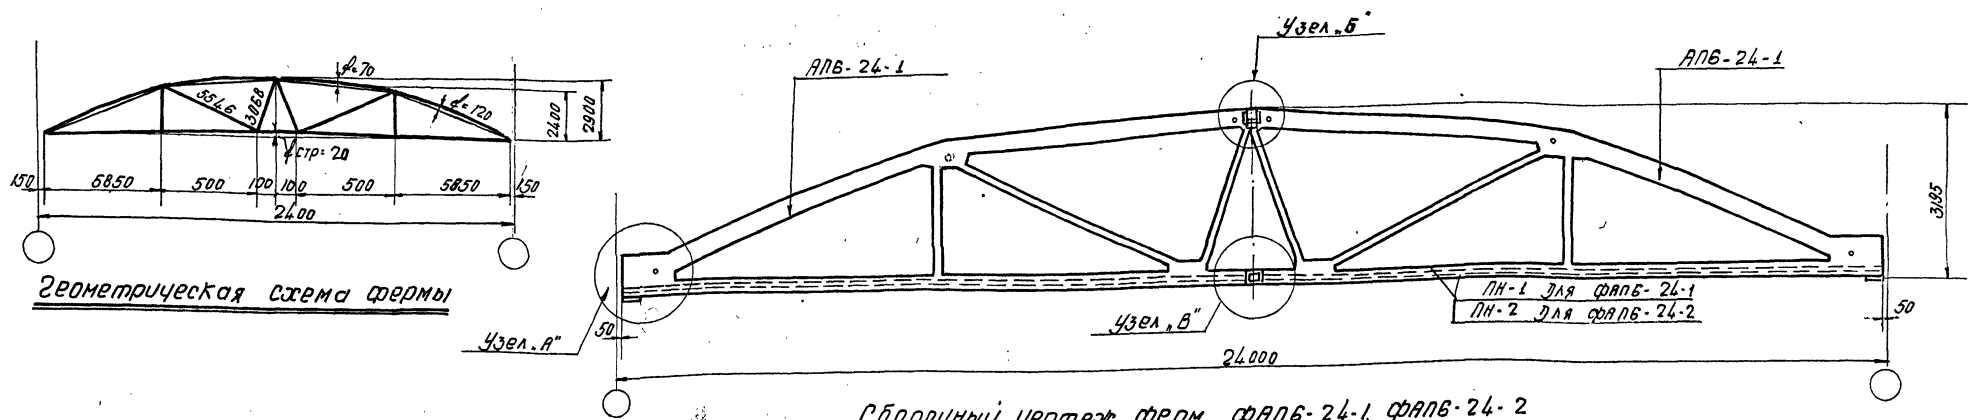 f=70
5546
3068
f=120
2400
2900
f стр=20
150 5850 500 100 100 500 5850 150
2400
Геометрическая схема фермы
Узел „Б"
АПБ-24-1
АПБ-24-1
3195
ПН-1 для ФАПБ-24-1
ПН-2 для ФАПБ-24-2
Узел „А"
50
Узел „В"
50
24000
Сборочный чертеж ферм ФАПБ-24-1, ФАПБ-24-2